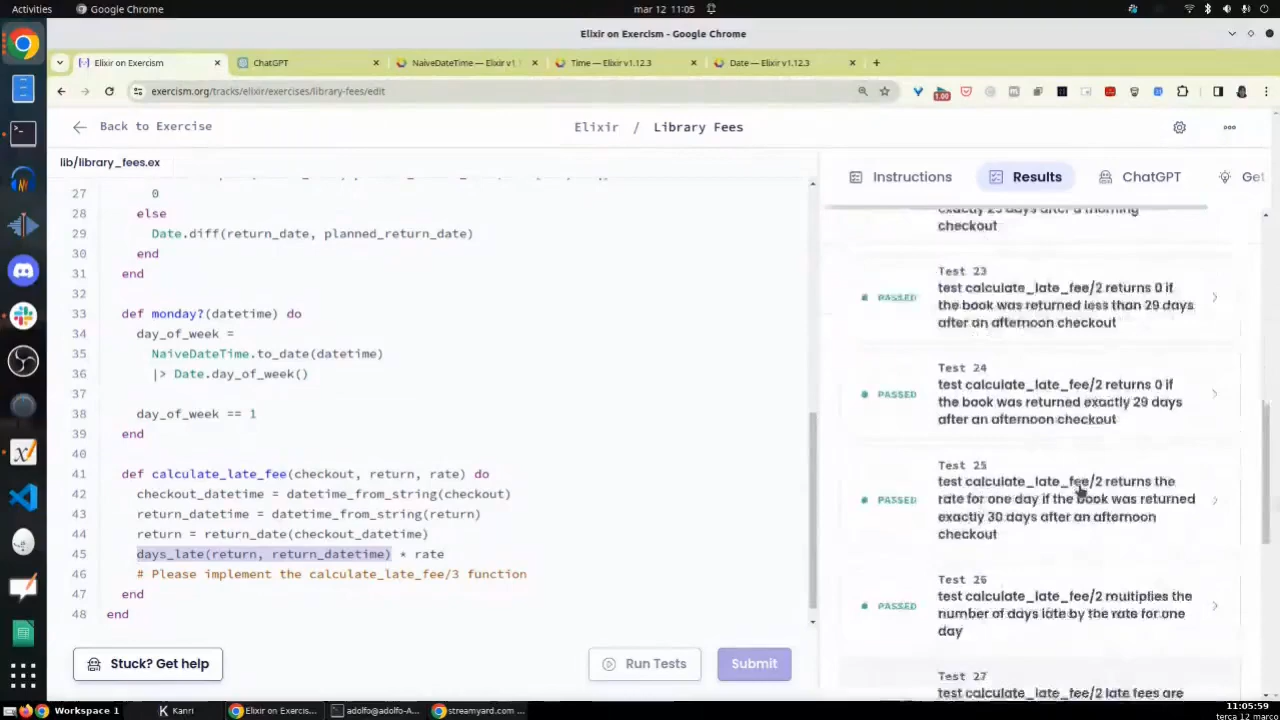 Activities
Google Chrome
mar 12 11:05
Elixir on Exercism - Google Chrome
Elixir on Exercism
ChatGPT
NaiveDateTime — Elixir v1
Time — Elixir v1.12.3
Date — Elixir v1.12.3
exercism.org/tracks/elixir/exercises/library-fees/edit
1.00
Back to Exercise
Elixir / Library Fees
lib/library_fees.ex
Instructions
Results
ChatGPT
Get
27 0
28 else
29 Date.diff(return_date, planned_return_date)
30 end
31 end
32
33 def monday?(datetime) do
34 day_of_week =
35 NaiveDateTime.to_date(datetime)
36 |> Date.day_of_week()
37
38 day_of_week == 1
39 end
40
41 def calculate_late_fee(checkout, return, rate) do
42 checkout_datetime = datetime_from_string(checkout)
43 return_datetime = datetime_from_string(return)
44 return = return_date(checkout_datetime)
45 days_late(return, return_datetime) * rate
46 # Please implement the calculate_late_fee/3 function
47 end
48 end
Stuck? Get help
Run Tests
Submit
checkout
Test 23
PASSED
test calculate_late_fee/2 returns 0 if
the book was returned less than 29 days
after an afternoon checkout
Test 24
PASSED
test calculate_late_fee/2 returns 0 if
the book was returned exactly 29 days
after an afternoon checkout
Test 25
PASSED
test calculate_late_fee/2 returns the
rate for one day if the book was returned
exactly 30 days after an afternoon
checkout
Test 26
PASSED
test calculate_late_fee/2 multiplies the
number of days late by the rate for one
day
Test 27
test calculate_late_fee/2 late fees are
Workspace 1
Kanri
Elixir on Exercis...
adolfo@adolfo-A...
streamyard.com ...
11:05:59
terça 12 março